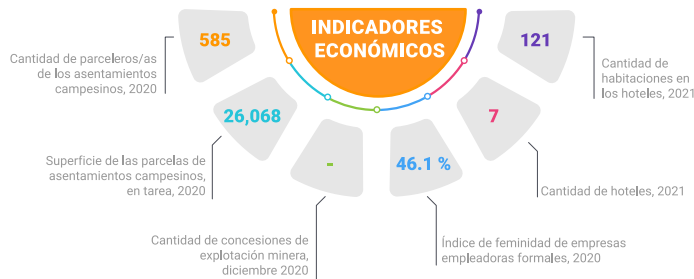 INDICADORES
ECONÓMICOS
585
Cantidad de parceleros/as
de los asentamientos
campesinos, 2020
26,068
Superficie de las parcelas de
asentamientos campesinos,
en tarea, 2020
-
Cantidad de concesiones de
explotación minera,
diciembre 2020
46.1 %
Índice de feminidad de empresas
empleadoras formales, 2020
7
Cantidad de hoteles, 2021
121
Cantidad de
habitaciones en
los hoteles, 2021